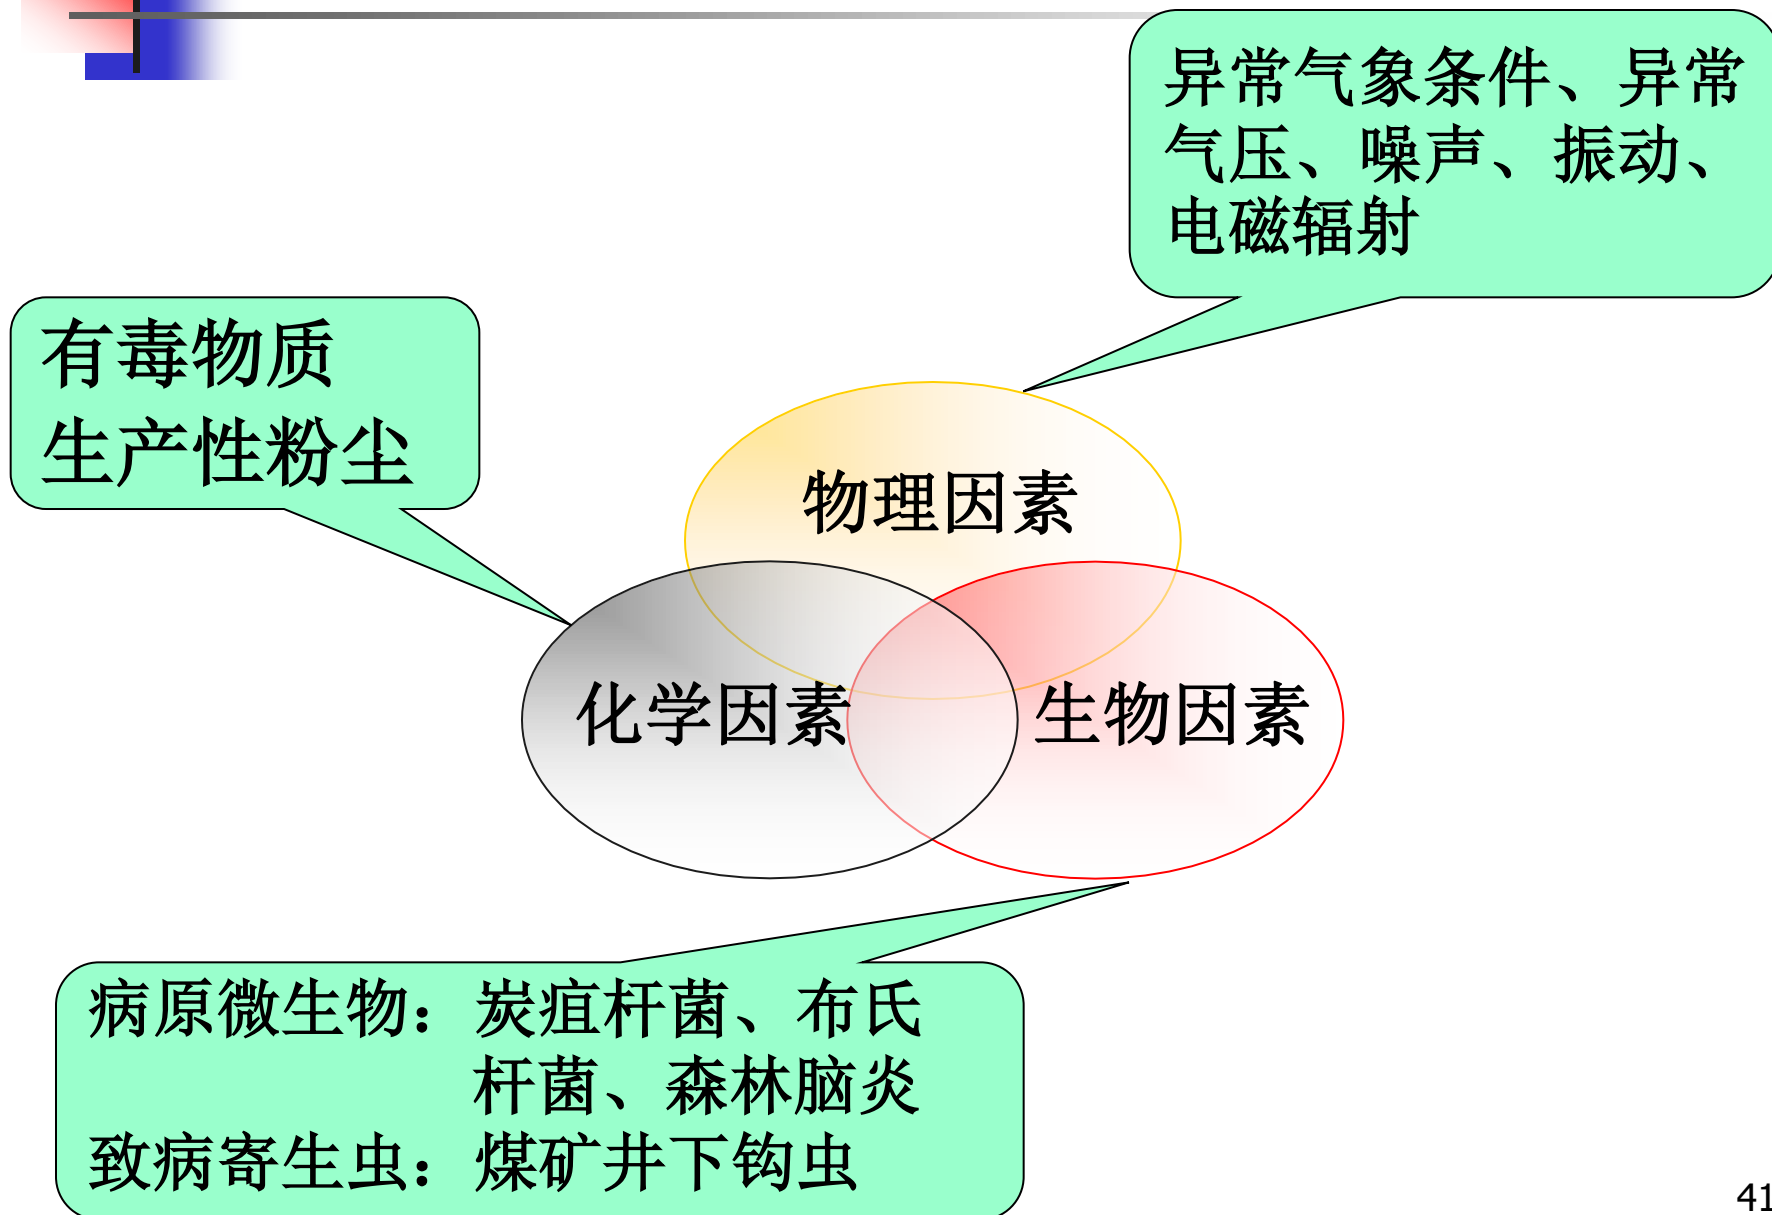 异常气象条件、异常
气压、噪声、振动、
电磁辐射
有毒物质
生产性粉尘
物理因素
化学因素
生物因素
病原微生物：炭疽杆菌、布氏
杆菌、森林脑炎
致病寄生虫：煤矿井下钩虫
41